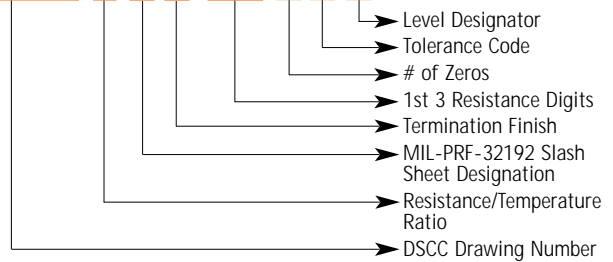 Level Designator
Tolerance Code
# of Zeros
1st 3 Resistance Digits
Termination Finish
MIL-PRF-32192 Slash
Sheet Designation
Resistance/Temperature
Ratio
DSCC Drawing Number